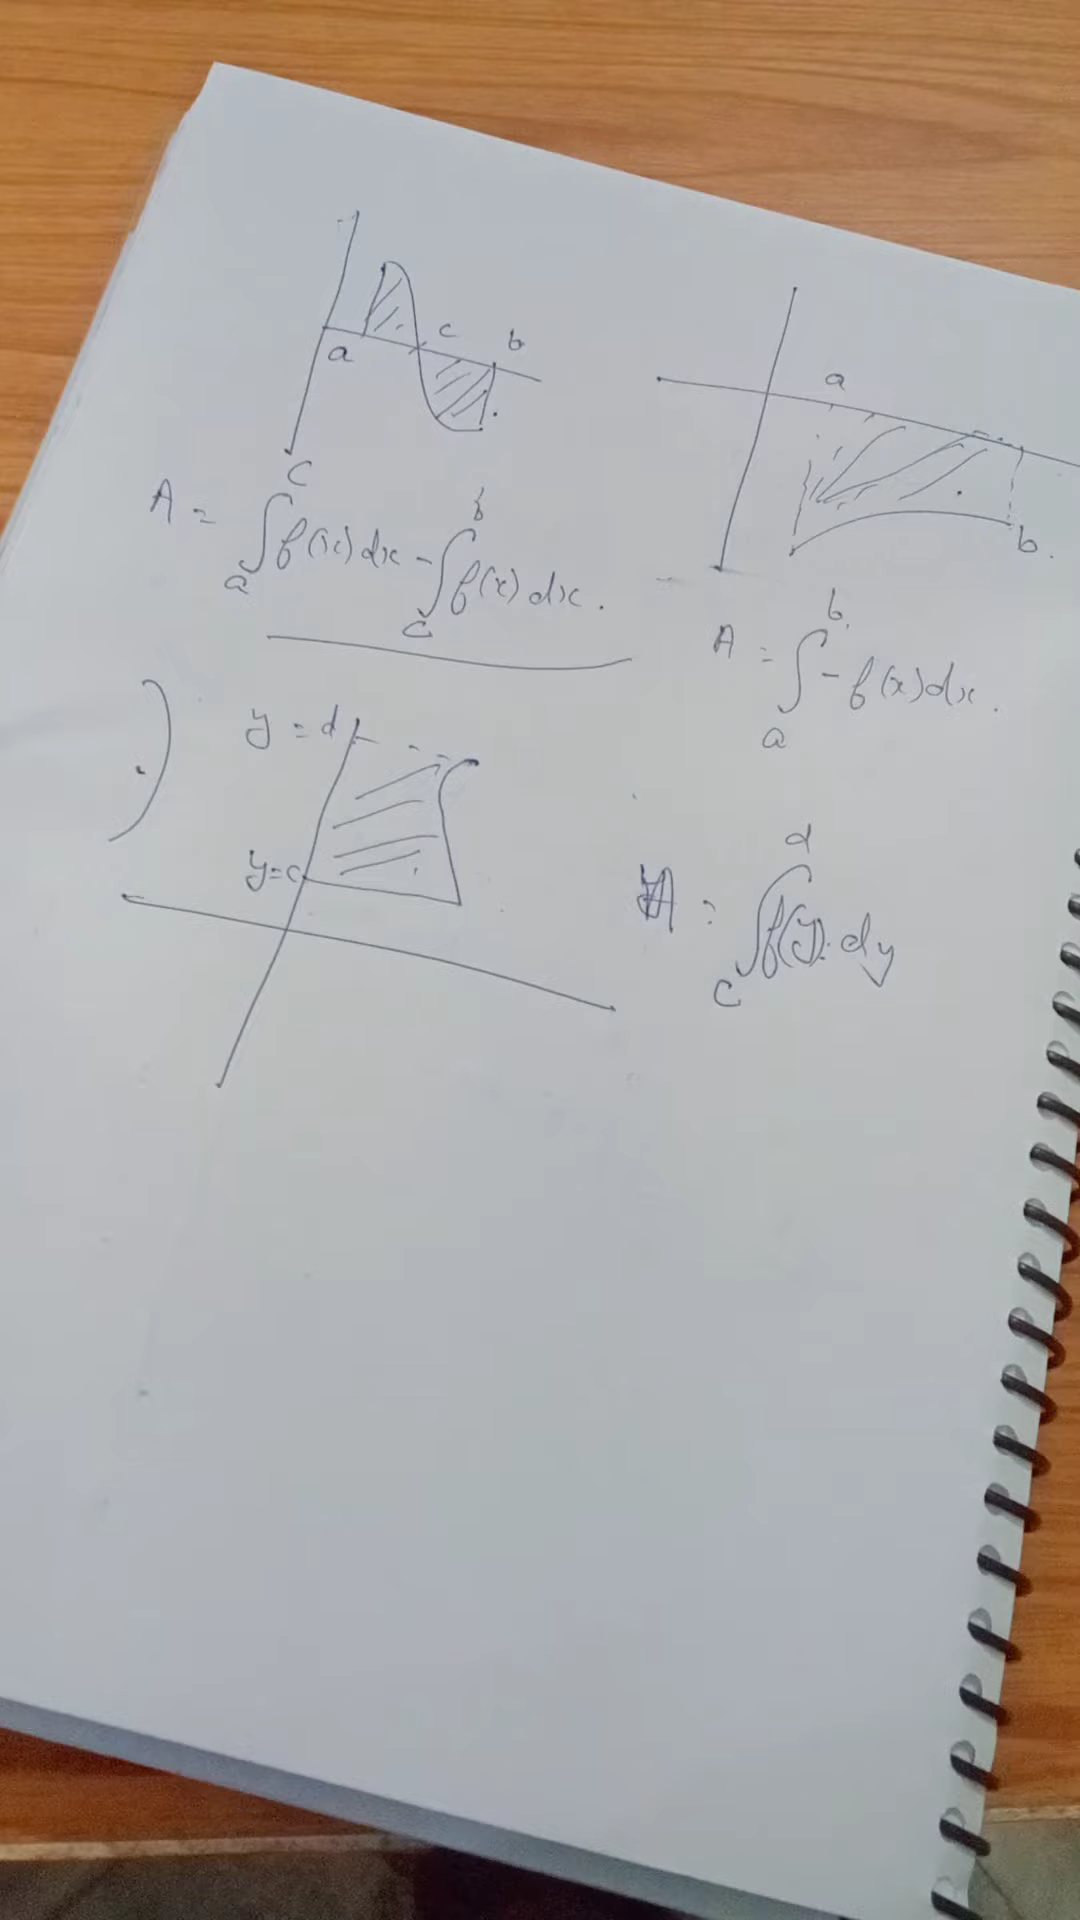 a c b
a
b.
A = ∫_a^c f(x) dx - ∫_c^b f(x) dx.
A = ∫_a^b - f(x) dx.
y = d
y = c
A = ∫_c^d f(y). dy